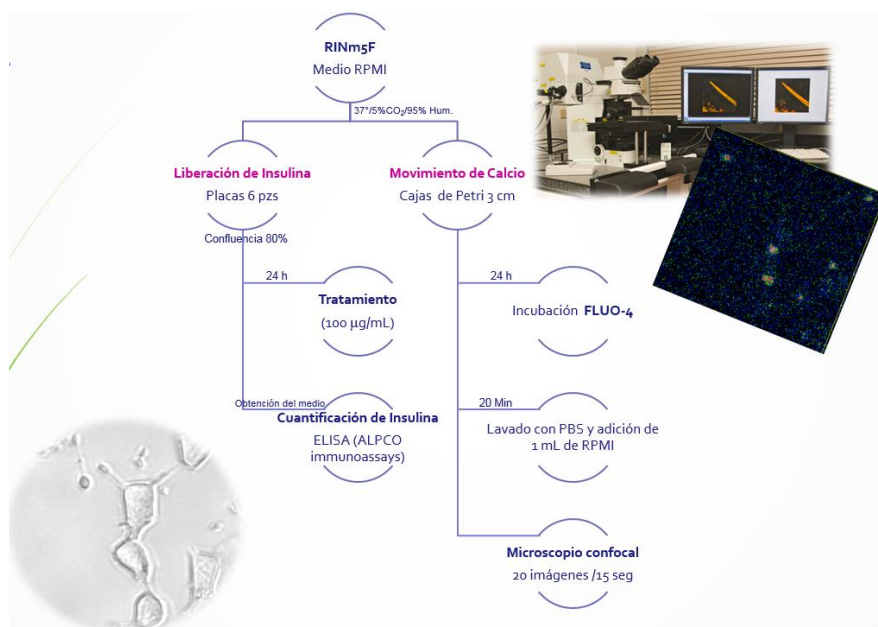 RINm5F
Medio RPMI
37°/5%CO₂/95% Hum.
Liberación de Insulina
Placas 6 pzs
Movimiento de Calcio
Cajas de Petri 3 cm
Confluencia 80%
24 h
Tratamiento
(100 µg/mL)
24 h
Incubación FLUO-4
Obtención del medio
Cuantificación de Insulina
ELISA (ALPCO
immunoassays)
20 Min
Lavado con PBS y adición de
1 mL de RPMI
Microscopio confocal
20 imágenes /15 seg